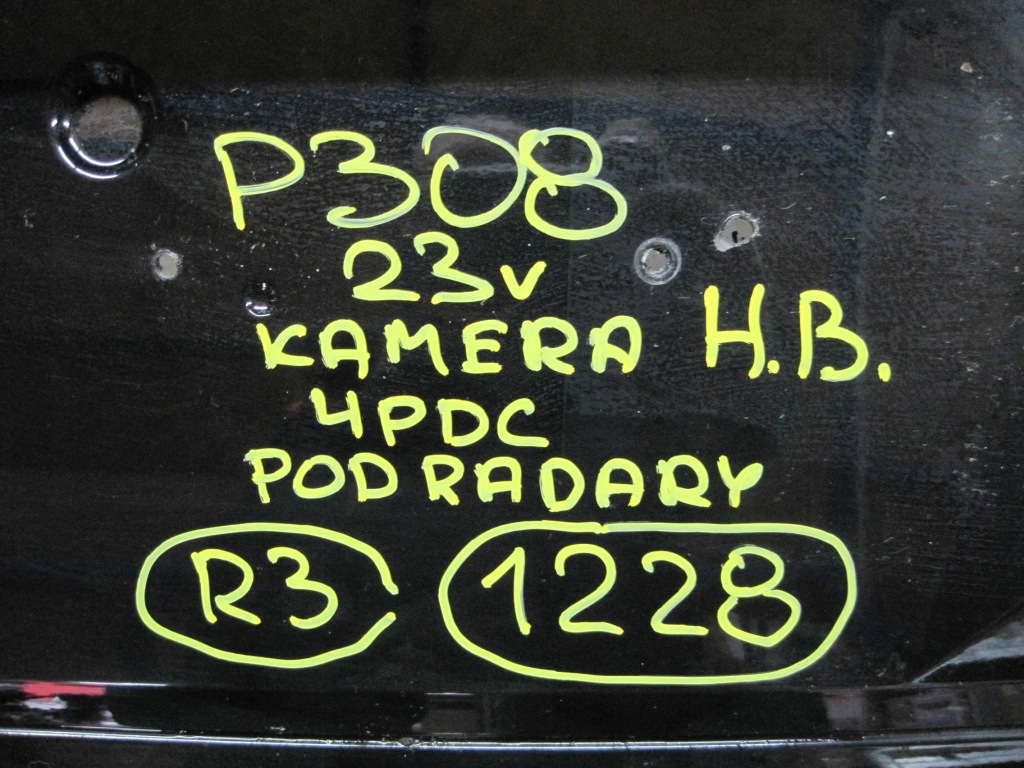 P308
23v
KAMERA H.B.
4PDC
POD RADARY
R3 1228